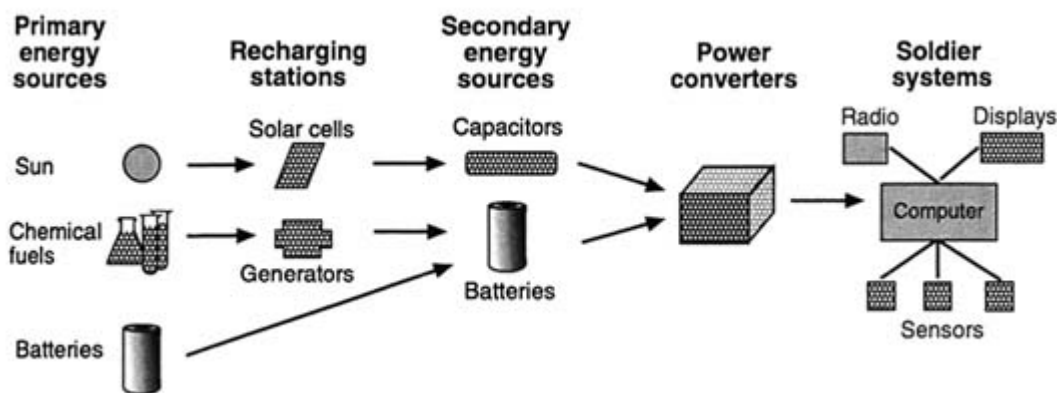 Primary
energy
sources
Recharging
stations
Secondary
energy
sources
Power
converters
Soldier
systems
Solar cells
Capacitors
Radio
Displays
Sun
Computer
Chemical
fuels
Generators
Batteries
Sensors
Batteries